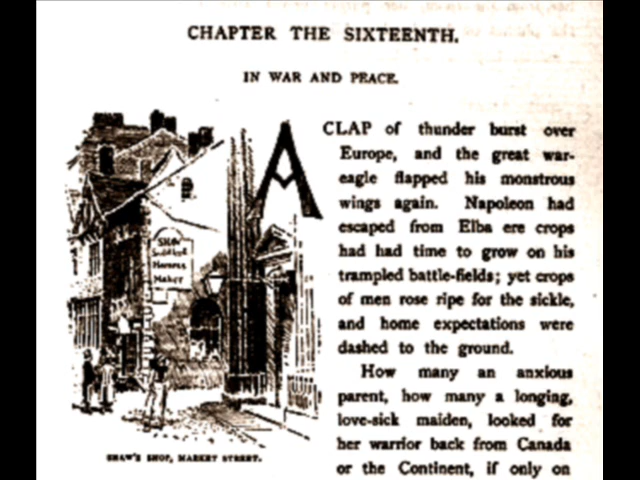 CHAPTER THE SIXTEENTH.
IN WAR AND PEACE.
A CLAP of thunder burst over
Europe, and the great war-
eagle flapped his monstrous
wings again. Napoleon had
escaped from Elba ere crops
had had time to grow on his
trampled battle-fields; yet crops
of men rose ripe for the sickle,
and home expectations were
dashed to the ground.
How many an anxious
parent, how many a longing,
love-sick maiden, looked for
her warrior back from Canada
or the Continent, if only on
SHAW
Harness
Maker
SHAW'S SHOP, MARKET STREET.